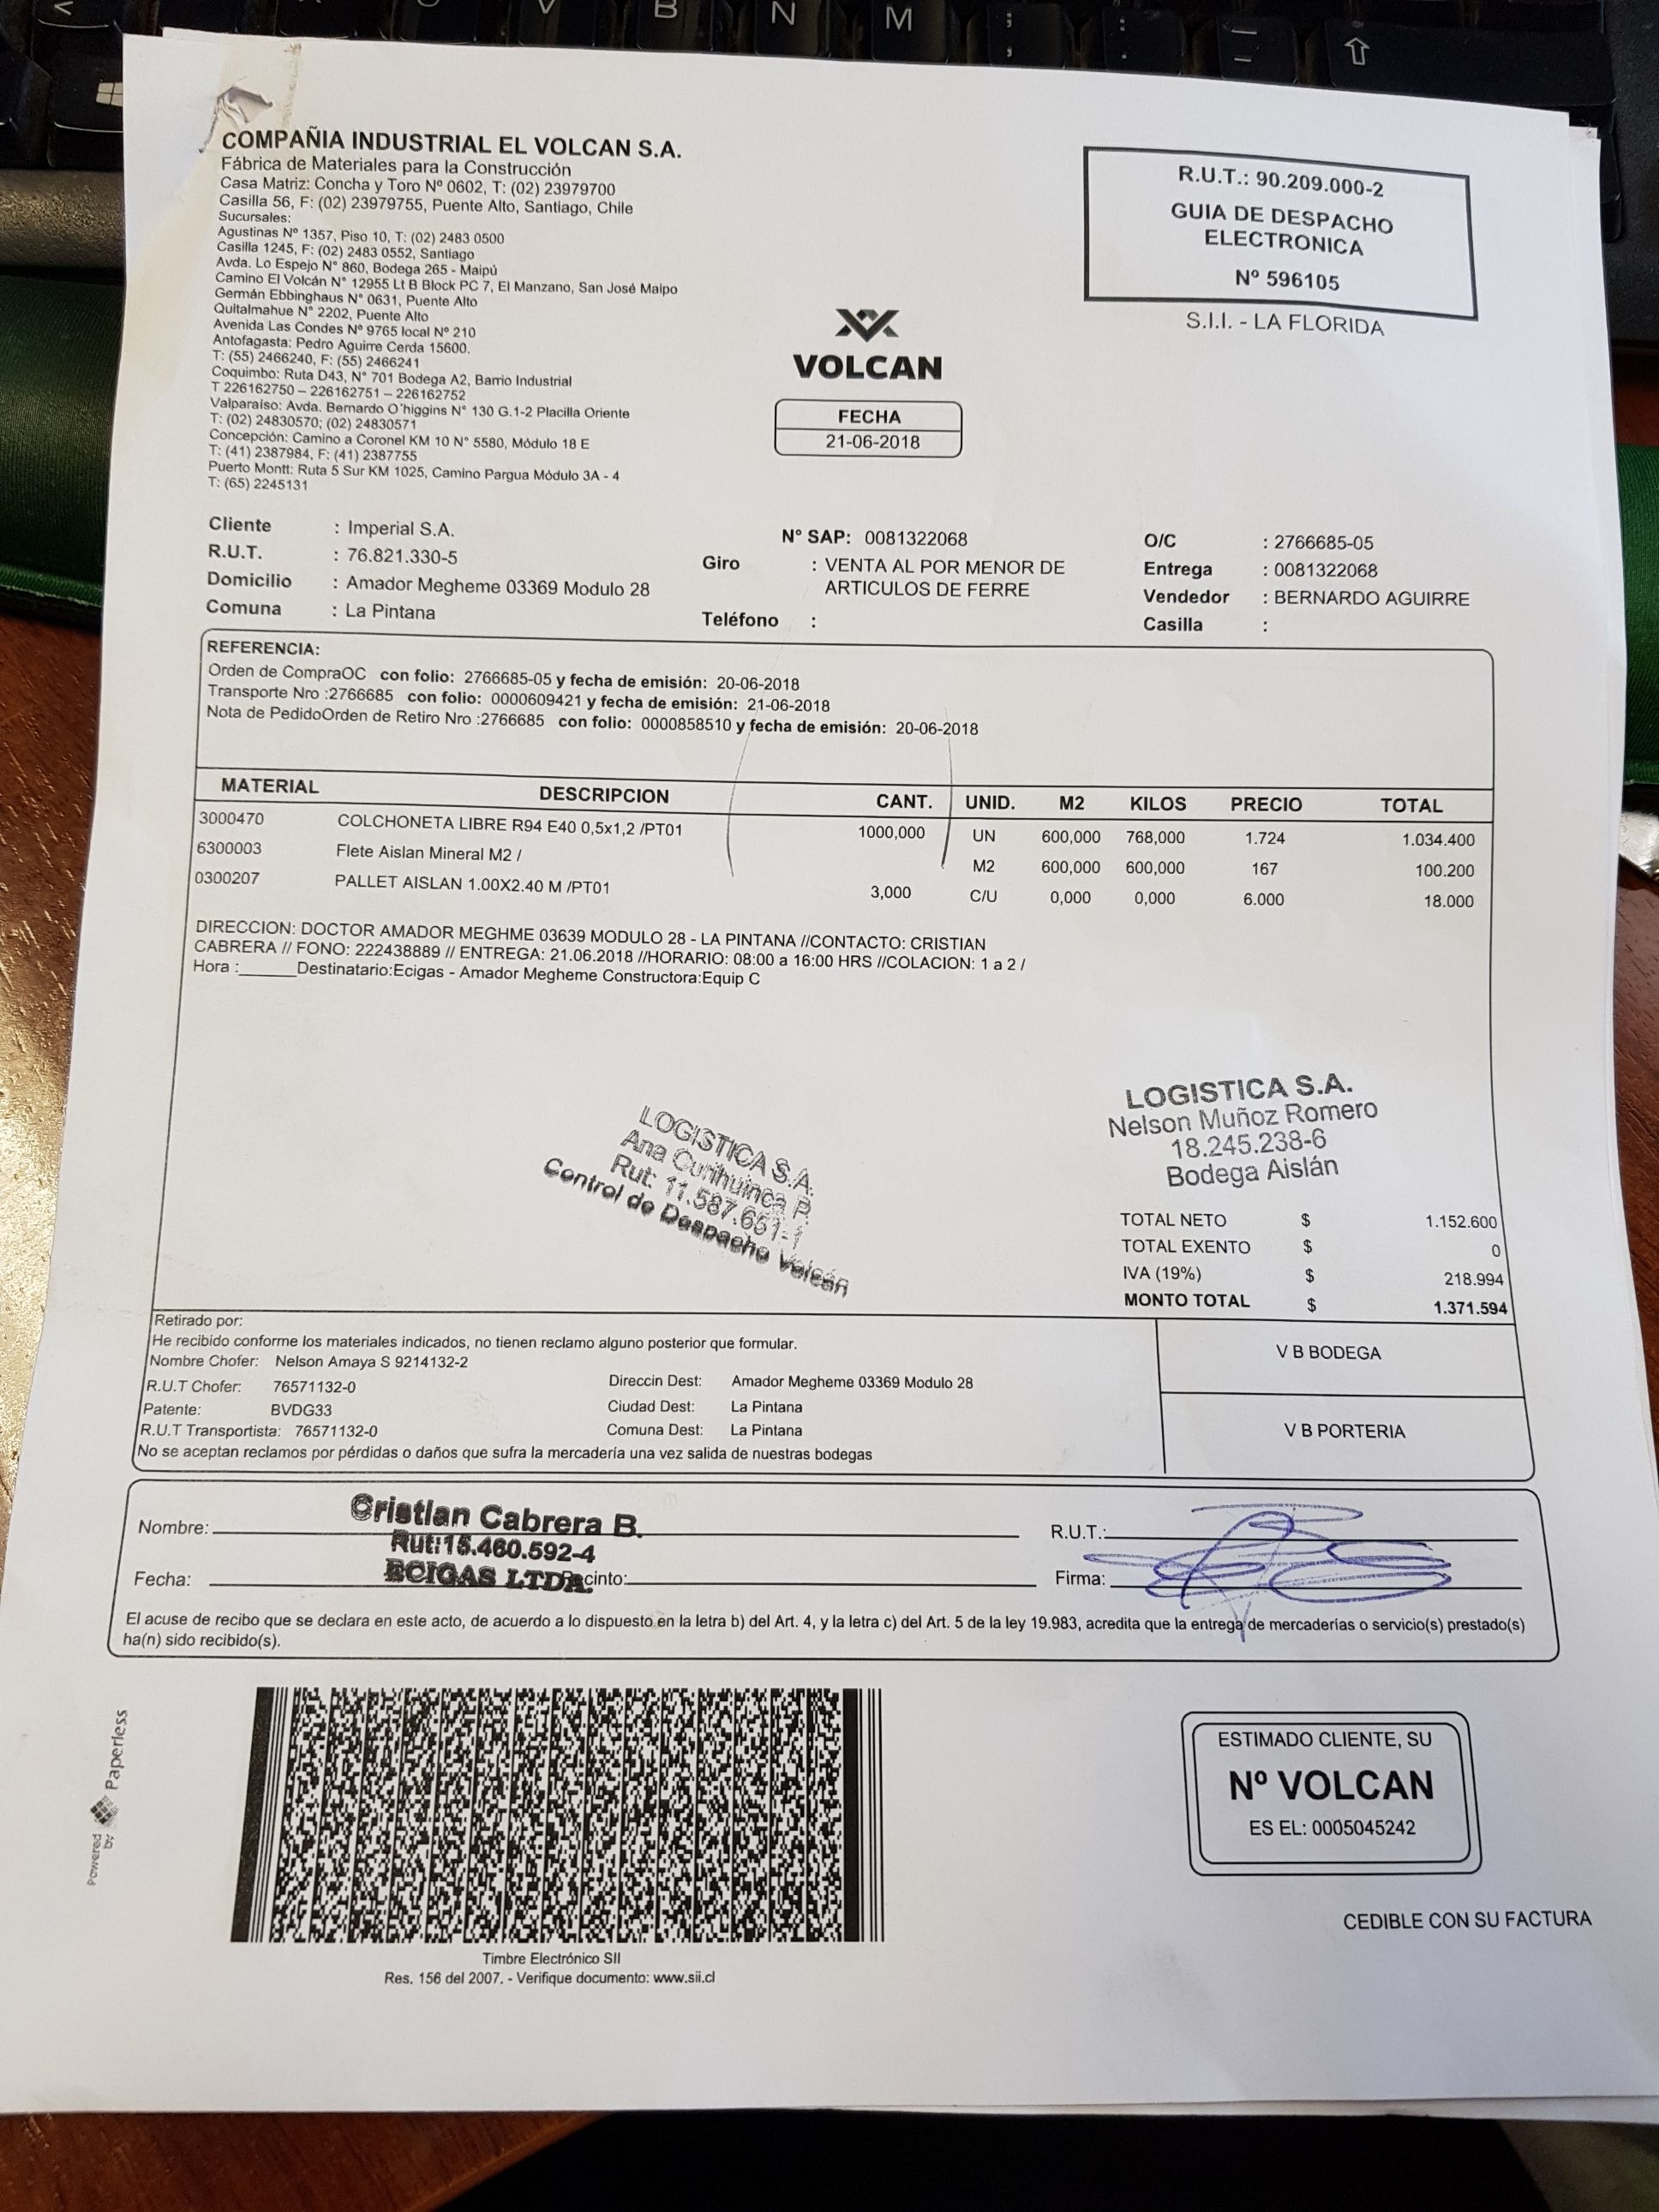 COMPAÑIA INDUSTRIAL EL VOLCAN S.A.
Fábrica de Materiales para la Construcción
Casa Matriz: Concha y Toro Nº 0602, T: (02) 23979700
Casilla 56, F: (02) 23979755, Puente Alto, Santiago, Chile
Sucursales:
Agustinas Nº 1357, Piso 10, T: (02) 2483 0500
Casilla 1245, F: (02) 2483 0552, Santiago
Avda. Lo Espejo N° 860, Bodega 265 - Maipú
Camino El Volcán N° 12955 Lt B Block PC 7, El Manzano, San José Maipo
Germán Ebbinghaus N° 0631, Puente Alto
Quitalmahue N° 2202, Puente Alto
Avenida Las Condes Nº 9765 local Nº 210
Antofagasta: Pedro Aguirre Cerda 15600.
T: (55) 2466240, F: (55) 2466241
Coquimbo: Ruta D43, N° 701 Bodega A2, Barrio Industrial
T 226162750 – 226162751 – 226162752
Valparaíso: Avda. Bernardo O´higgins N° 130 G.1-2 Placilla Oriente
T: (02) 24830570; (02) 24830571
Concepción: Camino a Coronel KM 10 N° 5580, Módulo 18 E
T: (41) 2387984, F: (41) 2387755
Puerto Montt: Ruta 5 Sur KM 1025, Camino Pargua Módulo 3A - 4
T: (65) 2245131
VOLCAN
FECHA
21-06-2018
R.U.T.: 90.209.000-2
GUIA DE DESPACHO
ELECTRONICA
Nº 596105
S.I.I. - LA FLORIDA
Cliente : Imperial S.A.
R.U.T. : 76.821.330-5
Domicilio : Amador Megheme 03369 Modulo 28
Comuna : La Pintana
N° SAP: 0081322068
Giro : VENTA AL POR MENOR DE
ARTICULOS DE FERRE
Teléfono :
O/C : 2766685-05
Entrega : 0081322068
Vendedor : BERNARDO AGUIRRE
Casilla :
REFERENCIA:
Orden de CompraOC con folio: 2766685-05 y fecha de emisión: 20-06-2018
Transporte Nro :2766685 con folio: 0000609421 y fecha de emisión: 21-06-2018
Nota de PedidoOrden de Retiro Nro :2766685 con folio: 0000858510 y fecha de emisión: 20-06-2018
MATERIAL DESCRIPCION CANT. UNID. M2 KILOS PRECIO TOTAL
3000470 COLCHONETA LIBRE R94 E40 0,5x1,2 /PT01 1000,000 UN 600,000 768,000 1.724 1.034.400
6300003 Flete Aislan Mineral M2 / M2 600,000 600,000 167 100.200
0300207 PALLET AISLAN 1.00X2.40 M /PT01 3,000 C/U 0,000 0,000 6.000 18.000
DIRECCION: DOCTOR AMADOR MEGHME 03639 MODULO 28 - LA PINTANA //CONTACTO: CRISTIAN
CABRERA // FONO: 222438889 // ENTREGA: 21.06.2018 //HORARIO: 08:00 a 16:00 HRS //COLACION: 1 a 2 /
Hora :______Destinatario:Ecigas - Amador Megheme Constructora:Equip C
LOGISTICA S.A.
Ana Curihuinca P.
Rut: 11.587.651-1
Control de Despacho Volcán
LOGISTICA S.A.
Nelson Muñoz Romero
18.245.238-6
Bodega Aislán
TOTAL NETO $ 1.152.600
TOTAL EXENTO $ 0
IVA (19%) $ 218.994
MONTO TOTAL $ 1.371.594
Retirado por:
He recibido conforme los materiales indicados, no tienen reclamo alguno posterior que formular.
Nombre Chofer: Nelson Amaya S 9214132-2
R.U.T Chofer: 76571132-0
Patente: BVDG33
R.U.T Transportista: 76571132-0
Direccin Dest: Amador Megheme 03369 Modulo 28
Ciudad Dest: La Pintana
Comuna Dest: La Pintana
No se aceptan reclamos por pérdidas o daños que sufra la mercadería una vez salida de nuestras bodegas
V B BODEGA
V B PORTERIA
Cristian Cabrera B.
Rut:15.460.592-4
ECIGAS LTDA.
Nombre:
R.U.T.:
Fecha:
Recinto:
Firma:
El acuse de recibo que se declara en este acto, de acuerdo a lo dispuesto en la letra b) del Art. 4, y la letra c) del Art. 5 de la ley 19.983, acredita que la entrega de mercaderías o servicio(s) prestado(s)
ha(n) sido recibido(s).
Powered by Paperless
Timbre Electrónico SII
Res. 156 del 2007. - Verifique documento: www.sii.cl
ESTIMADO CLIENTE, SU
Nº VOLCAN
ES EL: 0005045242
CEDIBLE CON SU FACTURA
V B N M